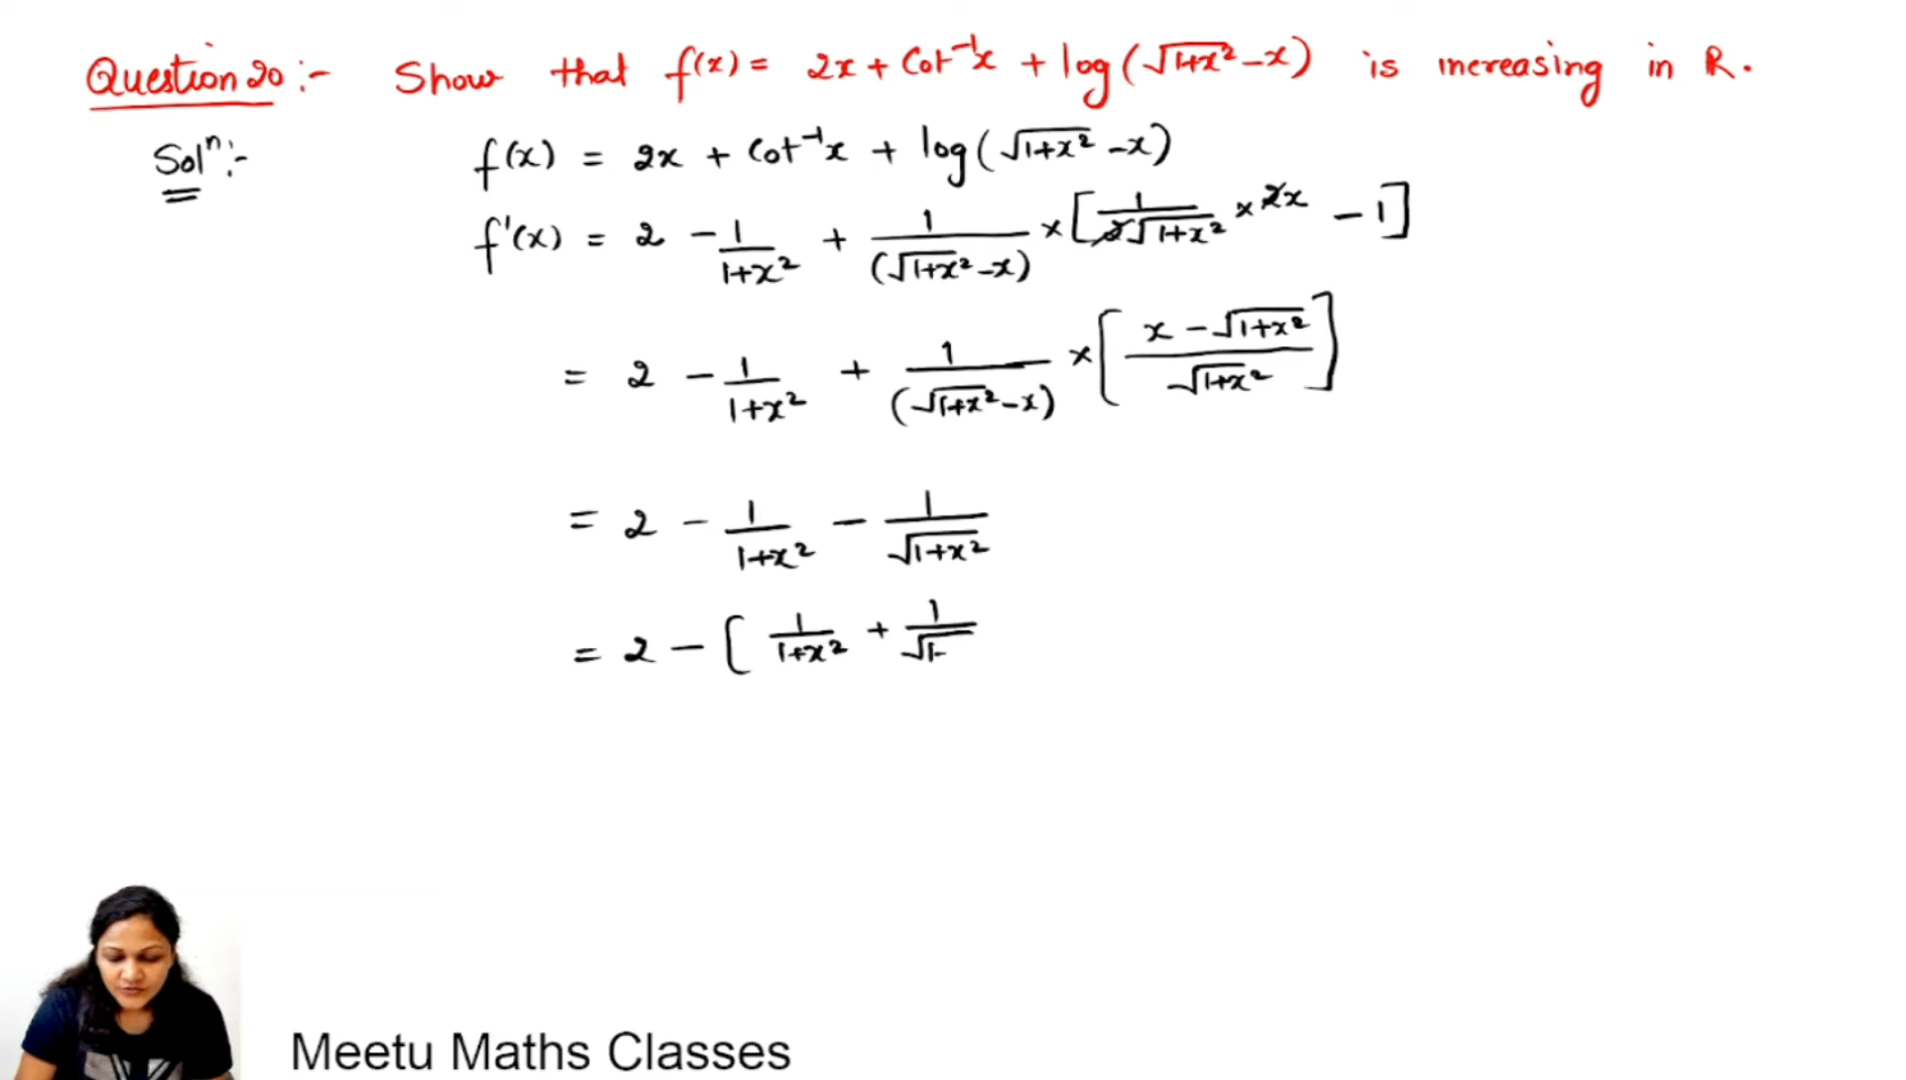 Question 20 :- Show that f(x) = 2x + Cot⁻¹x + log(√1+x² - x) is increasing in R.
Solⁿ:- f(x) = 2x + Cot⁻¹x + log(√1+x² - x)
f'(x) = 2 - 1/1+x² + 1/(√1+x² - x) × [1/2√1+x² × 2x - 1]
= 2 - 1/1+x² + 1/(√1+x² - x) × [x - √1+x²/√1+x²]
= 2 - 1/1+x² - 1/√1+x²
= 2 - [1/1+x² + 1/√1-
Meetu Maths Classes